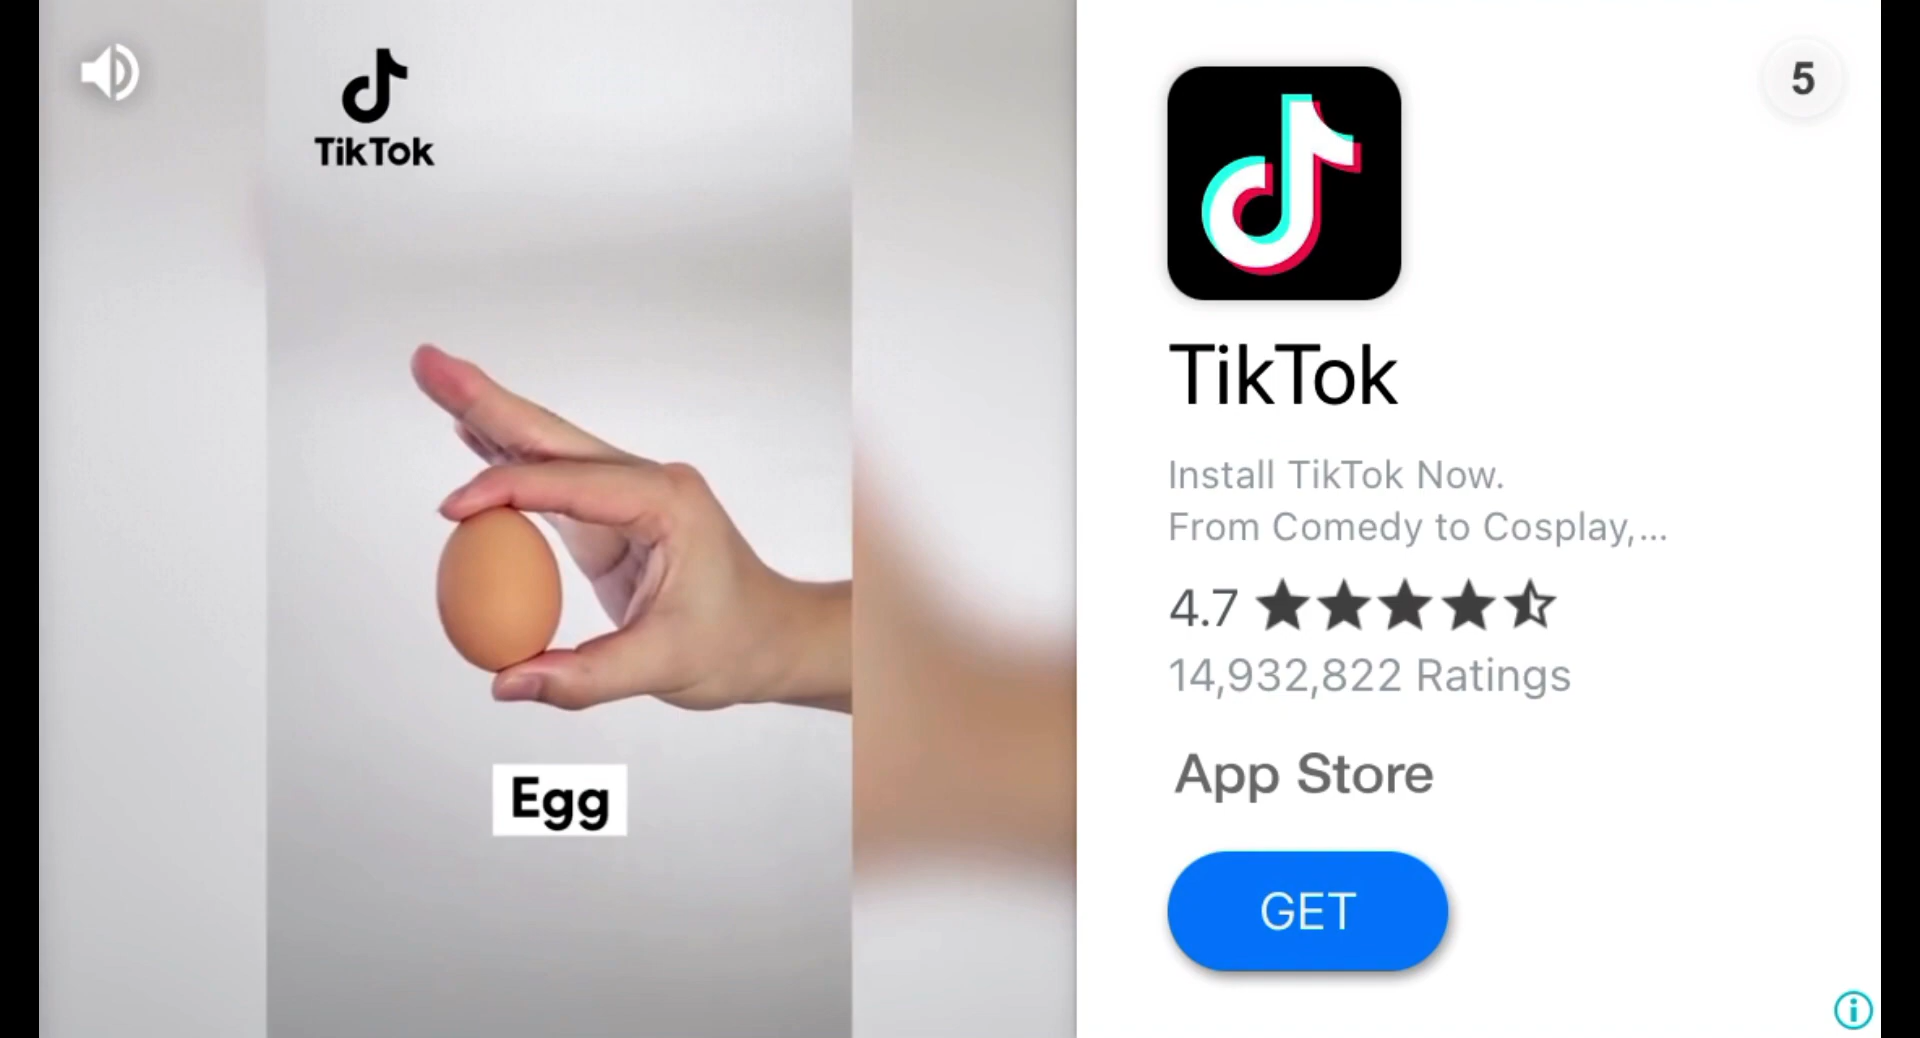 TikTok
Egg
5
TikTok
Install TikTok Now.
From Comedy to Cosplay,...
4.7
14,932,822 Ratings
App Store
GET